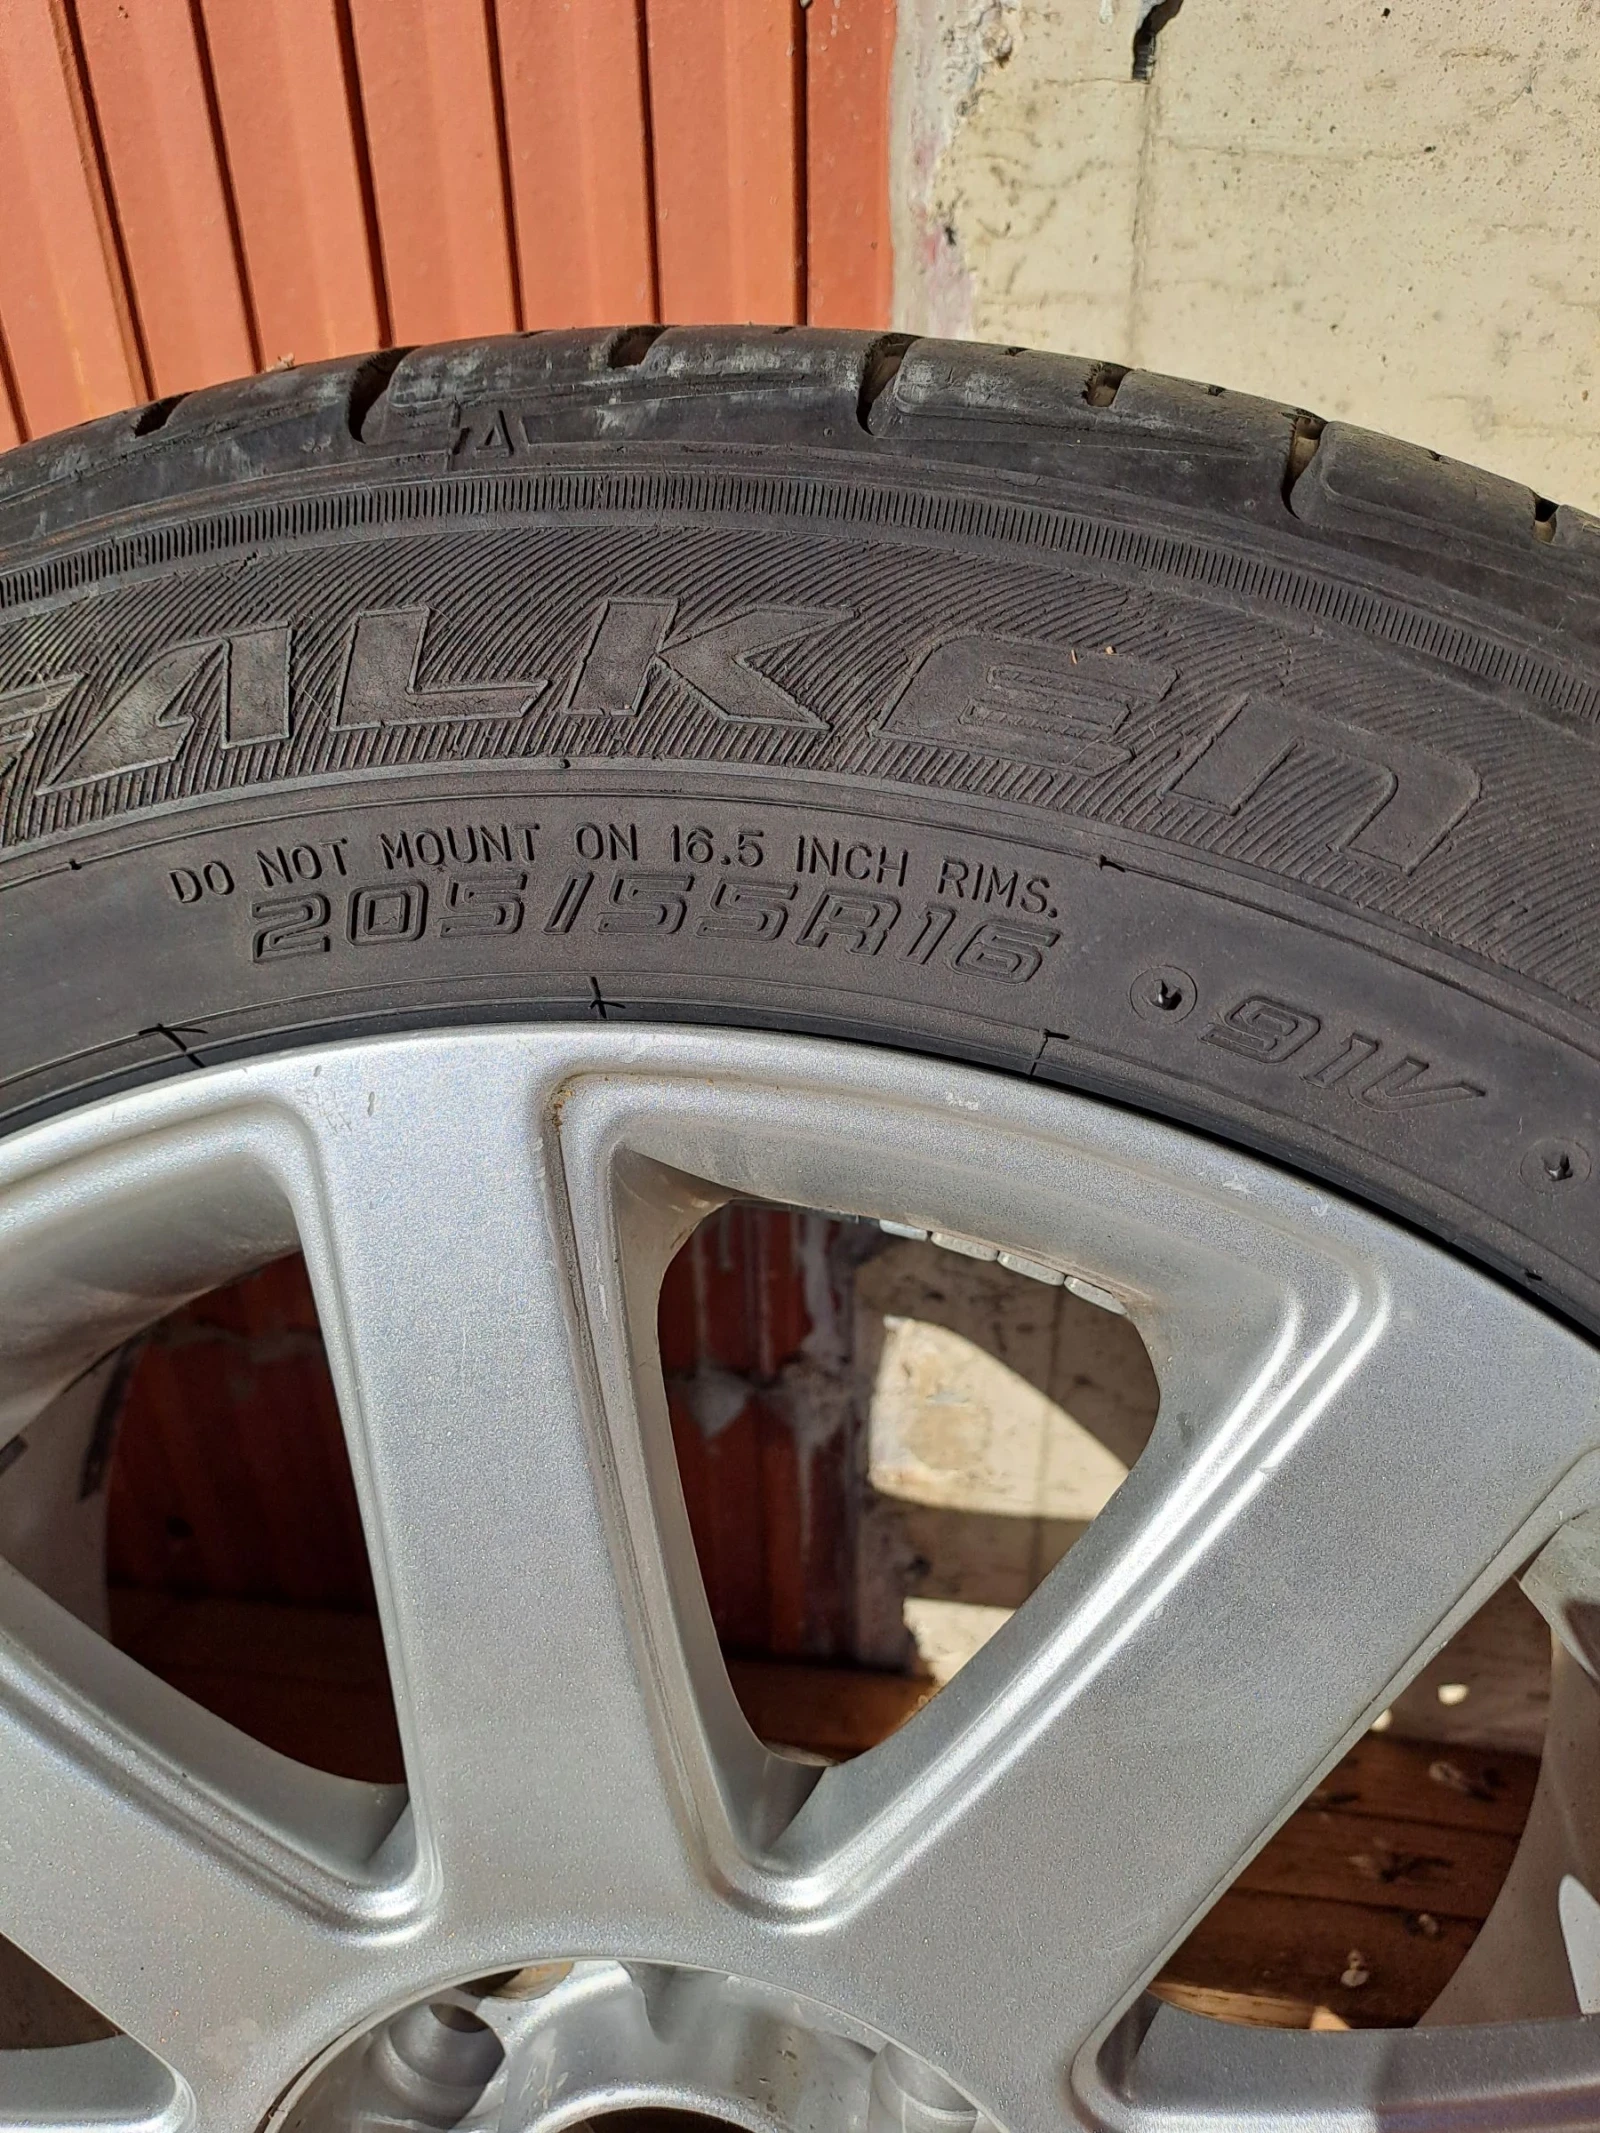 FALKEN
DO NOT MOUNT ON 16.5 INCH RIMS.
205/55R16 91V